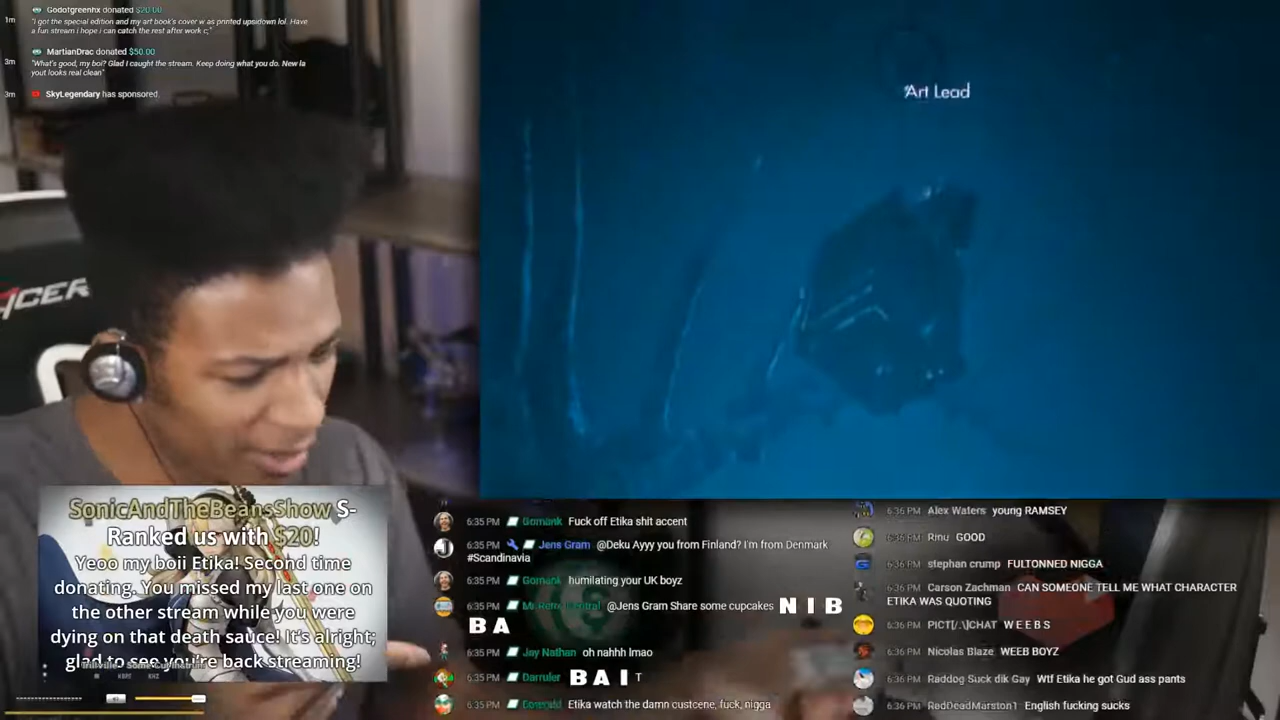 Godofgreenhx donated $20.00
1m
"I got the special edition and my art book's cover w as printed upsidown lol. Have
a fun stream i hope i can catch the rest after work c;"
MartianDrac donated $50.00
3m
"What's good, my boi? Glad I caught the stream. Keep doing what you do. New la
yout looks real clean"
3m
SkyLegendary has sponsored.
Art Lead
ACER
SonicAndTheBeansShow S-
Ranked us with $20!
Yeoo my boii Etika! Second time
donating. You missed my last one on
the other stream while you were
dying on that death sauce! It's alright;
glad to see you're back streaming!
6:35 PM Gomank Fuck off Etika shit accent
6:35 PM Jens Gram @Deku Ayyy you from Finland? I'm from Denmark
#Scandinavia
6:35 PM Gomank humilating your UK boyz
6:35 PM @Jens Gram Share some cupcakes N I B
B A
6:35 PM Jay Nathan oh nahhh lmao
6:35 PM Darruler B A I T
6:35 PM Etika watch the damn custcene, fuck, nigga
6:36 PM Alex Waters young RAMSEY
6:36 PM Rinu GOOD
6:36 PM stephan crump FULTONNED NIGGA
6:36 PM Carson Zachman CAN SOMEONE TELL ME WHAT CHARACTER
ETIKA WAS QUOTING
6:36 PM PICT[/.\]CHAT W E E B S
6:36 PM Nicolas Blaze WEEB BOYZ
6:36 PM Raddog Suck dik Gay Wtf Etika he got Gud ass pants
6:36 PM RedDeadMarston1 English fucking sucks